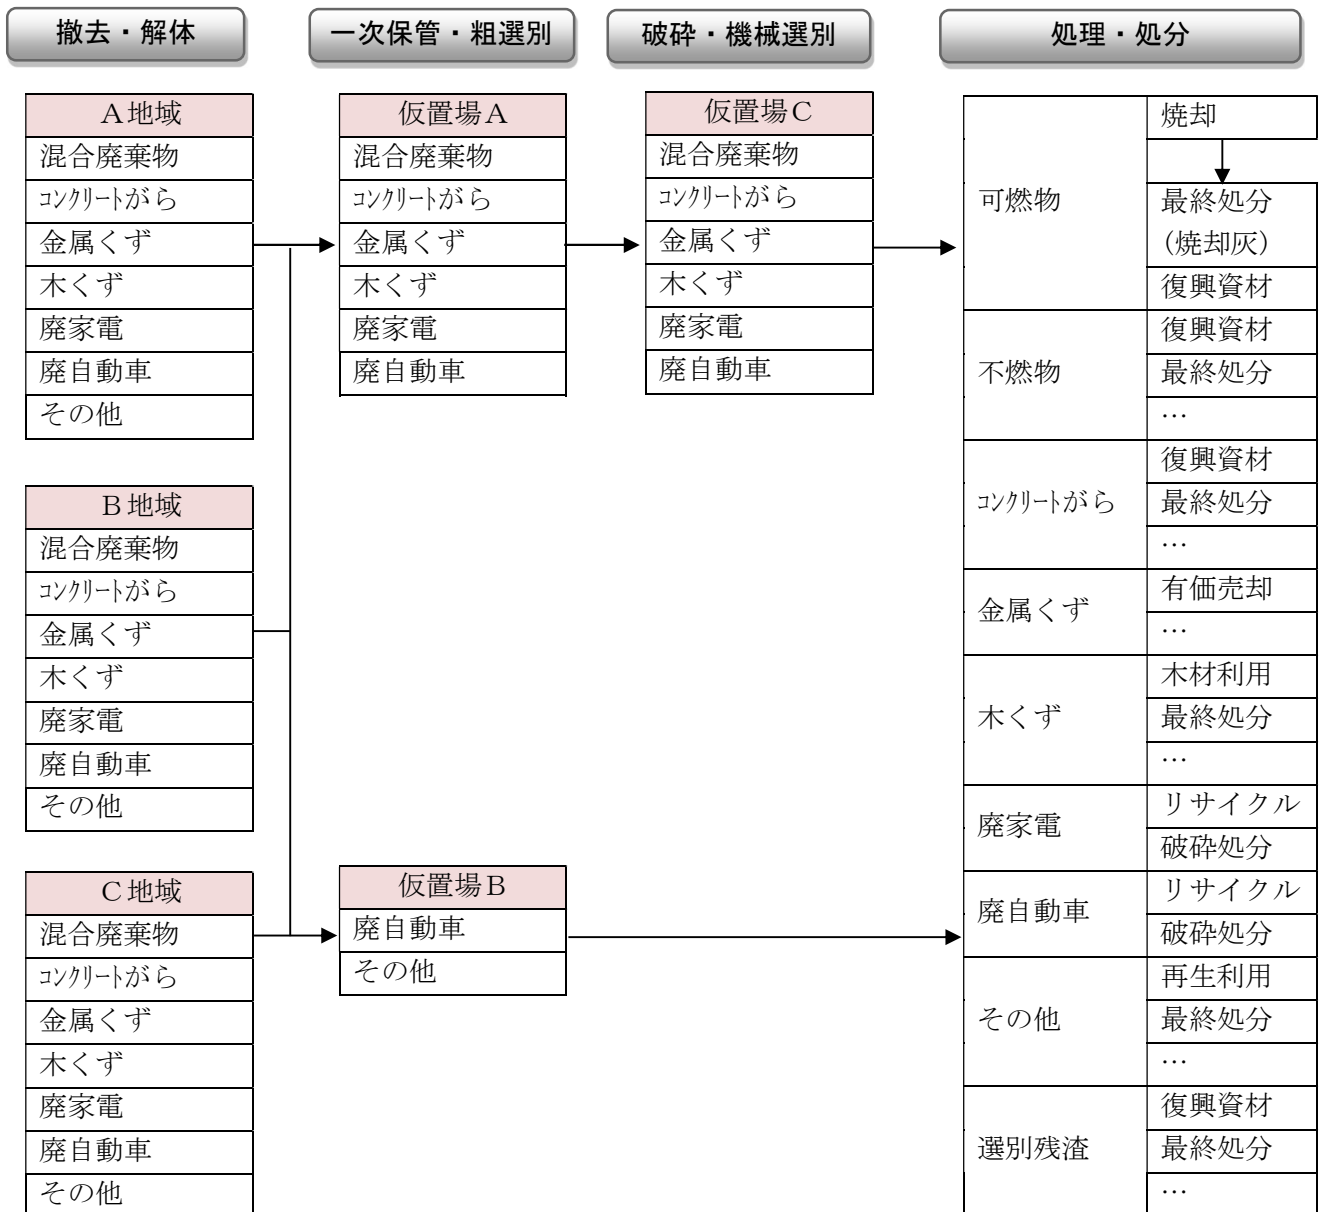 撤去・解体
一次保管・粗選別
破砕・機械選別
処理・処分
A地域
混合廃棄物
コンクリートがら
金属くず
木くず
廃家電
廃自動車
その他
B地域
混合廃棄物
コンクリートがら
金属くず
木くず
廃家電
廃自動車
その他
C地域
混合廃棄物
コンクリートがら
金属くず
木くず
廃家電
廃自動車
その他
仮置場A
混合廃棄物
コンクリートがら
金属くず
木くず
廃家電
廃自動車
仮置場B
廃自動車
その他
仮置場C
混合廃棄物
コンクリートがら
金属くず
木くず
廃家電
廃自動車
可燃物
焼却
最終処分
(焼却灰)
復興資材
不燃物
復興資材
最終処分
…
コンクリートがら
復興資材
最終処分
…
金属くず
有価売却
…
木くず
木材利用
最終処分
…
廃家電
リサイクル
破砕処分
廃自動車
リサイクル
破砕処分
その他
再生利用
最終処分
…
選別残渣
復興資材
最終処分
…